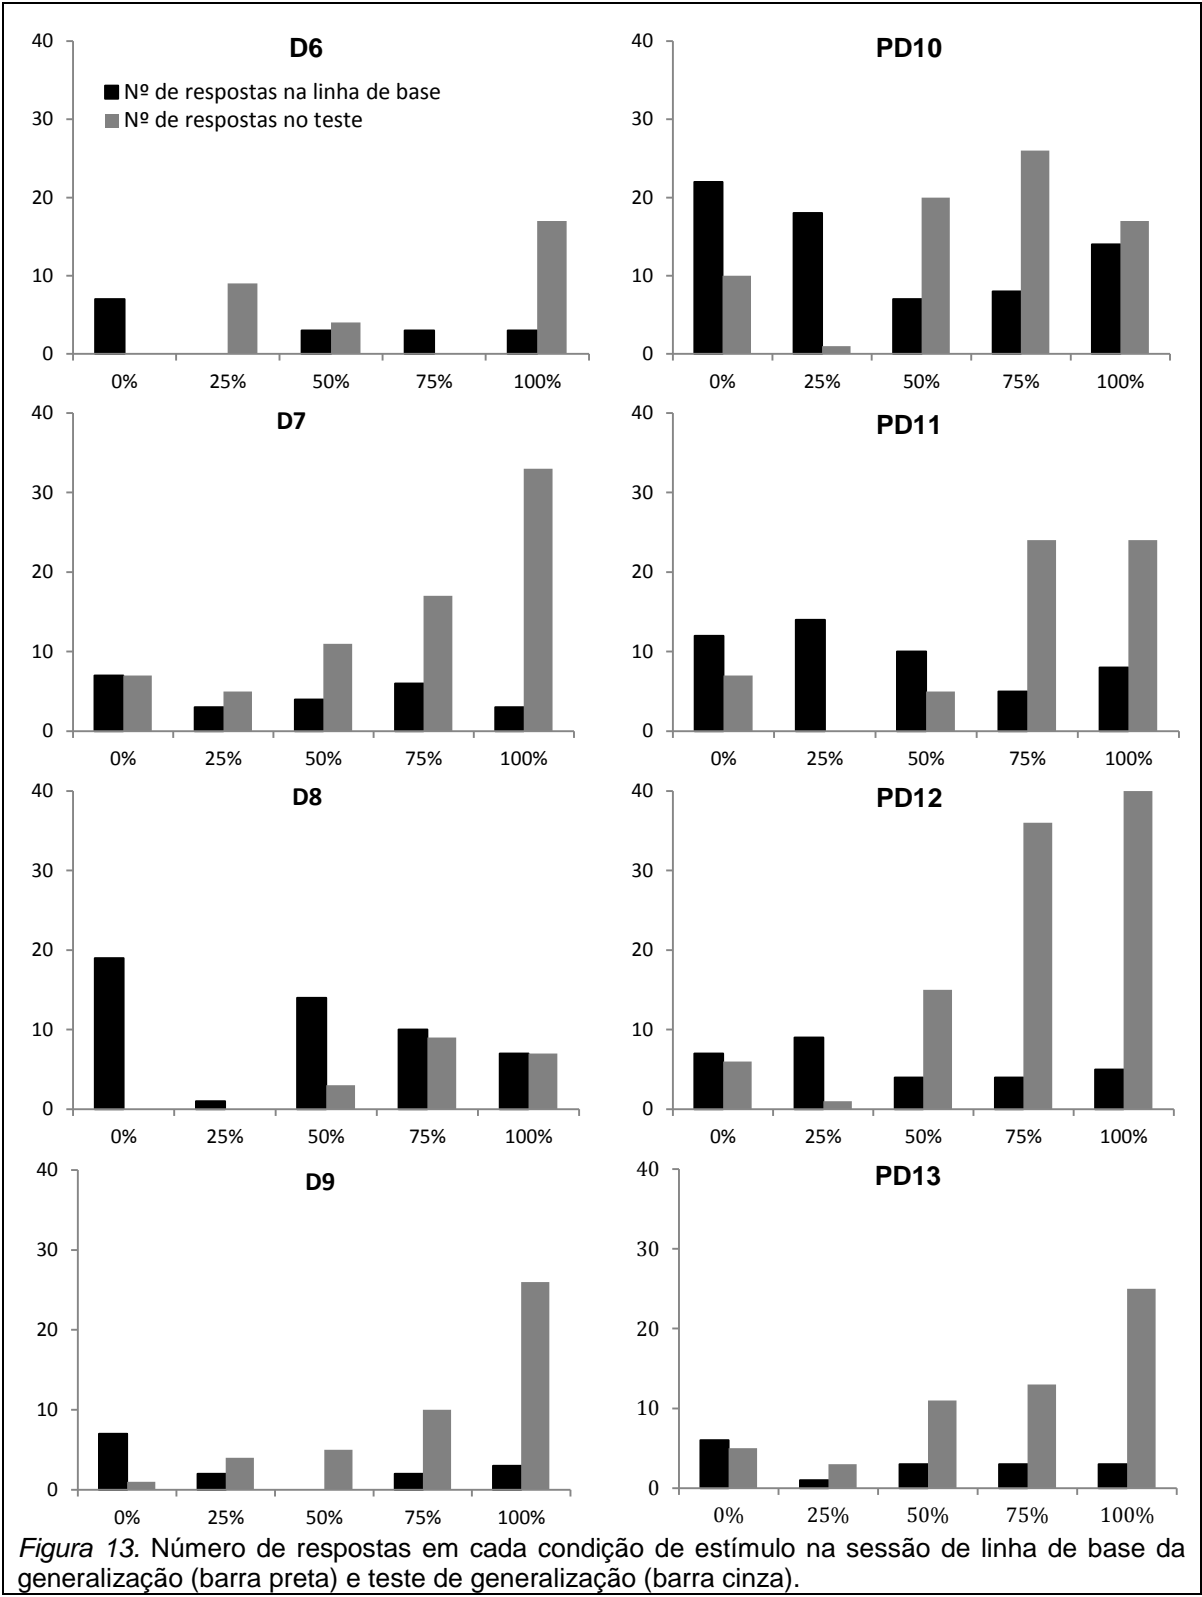 D6
Nº de respostas na linha de base
Nº de respostas no teste
40
30
20
10
0
0% 25% 50% 75% 100%
PD10
40
30
20
10
0
0% 25% 50% 75% 100%
D7
40
30
20
10
0
0% 25% 50% 75% 100%
PD11
40
30
20
10
0
0% 25% 50% 75% 100%
D8
40
30
20
10
0
0% 25% 50% 75% 100%
PD12
40
30
20
10
0
0% 25% 50% 75% 100%
D9
40
30
20
10
0
0% 25% 50% 75% 100%
PD13
40
30
20
10
0
0% 25% 50% 75% 100%
Figura 13. Número de respostas em cada condição de estímulo na sessão de linha de base da
generalização (barra preta) e teste de generalização (barra cinza).